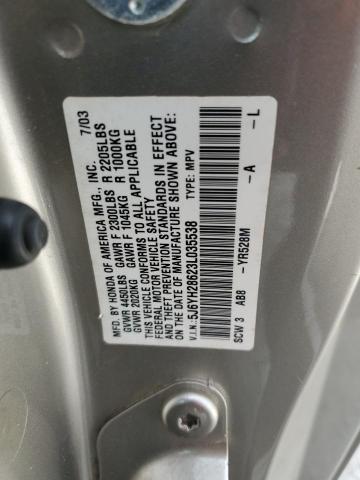 MFD. BY HONDA OF AMERICA MFG., INC. 7/03
GVWR 4450LBS GAWR F 2300LBS R 2205LBS
GVWR 2020KG GAWR F 1045KG R 1000KG
THIS VEHICLE CONFORMS TO ALL APPLICABLE
FEDERAL MOTOR VEHICLE SAFETY
AND THEFT PREVENTION STANDARDS IN EFFECT
ON THE DATE OF MANUFACTURE SHOWN ABOVE:
V.I.N: 5J6YH28623L035538 TYPE: MPV
SCW 3 AB8 -YR528M -A -L